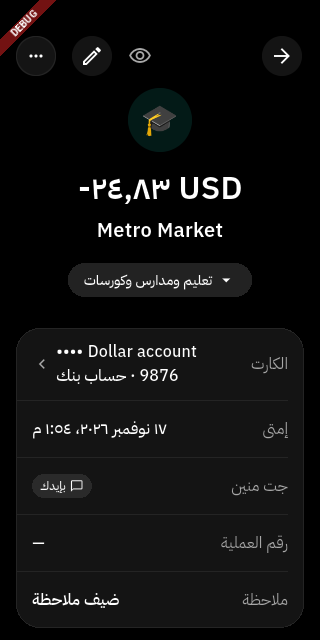 DEBUG
-٢٤,٨٣ USD
Metro Market
تعليم ومدارس وكورسات
الكارت
•••• Dollar account
9876 · حساب بنك
إمتى
١٧ نوفمبر ٢٠٢٦، ١:٥٤ م
جت منين
بإيدك
رقم العملية
—
ملاحظة
ضيف ملاحظة